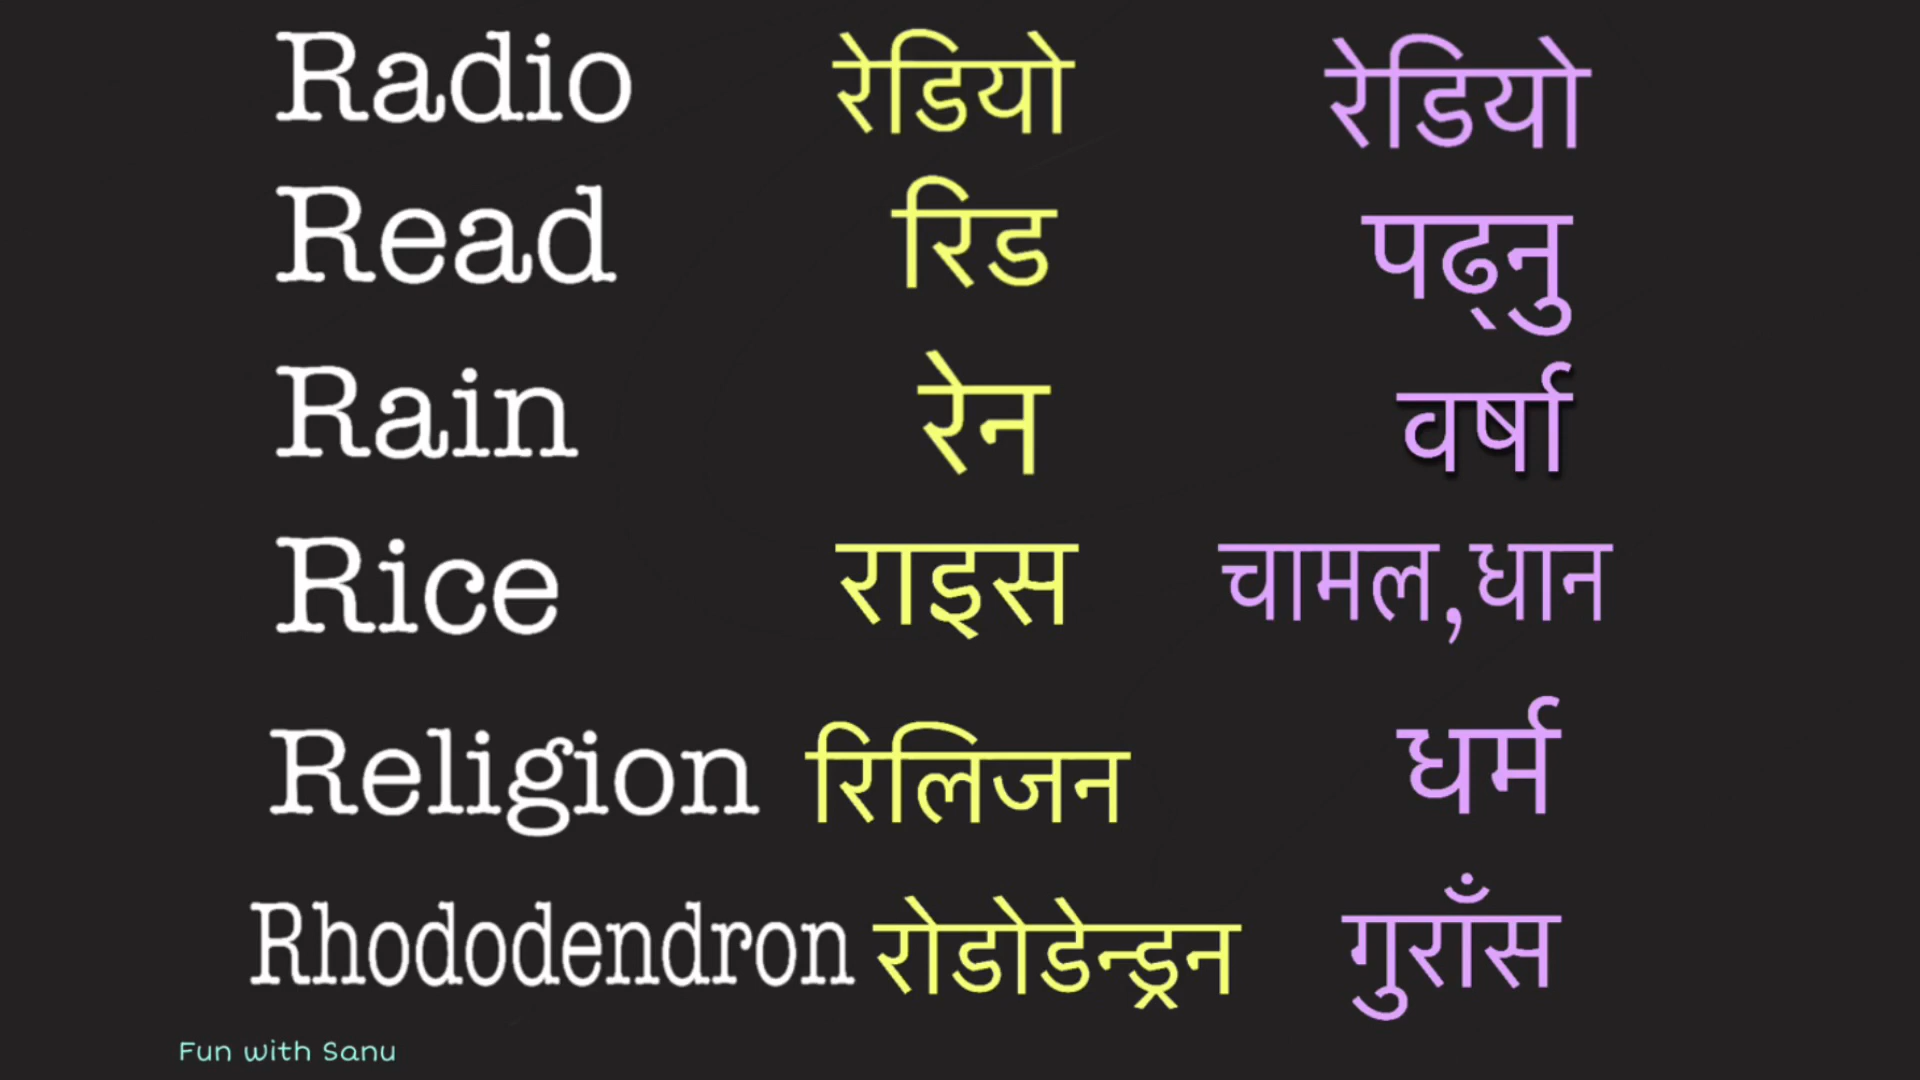 Radio रेडियो रेडियो
Read रिड पढ्नु
Rain रेन वर्षा
Rice राइस चामल,धान
Religion रिलिजन धर्म
Rhododendron रोडोडेन्ड्रन गुराँस
Fun with Sanu